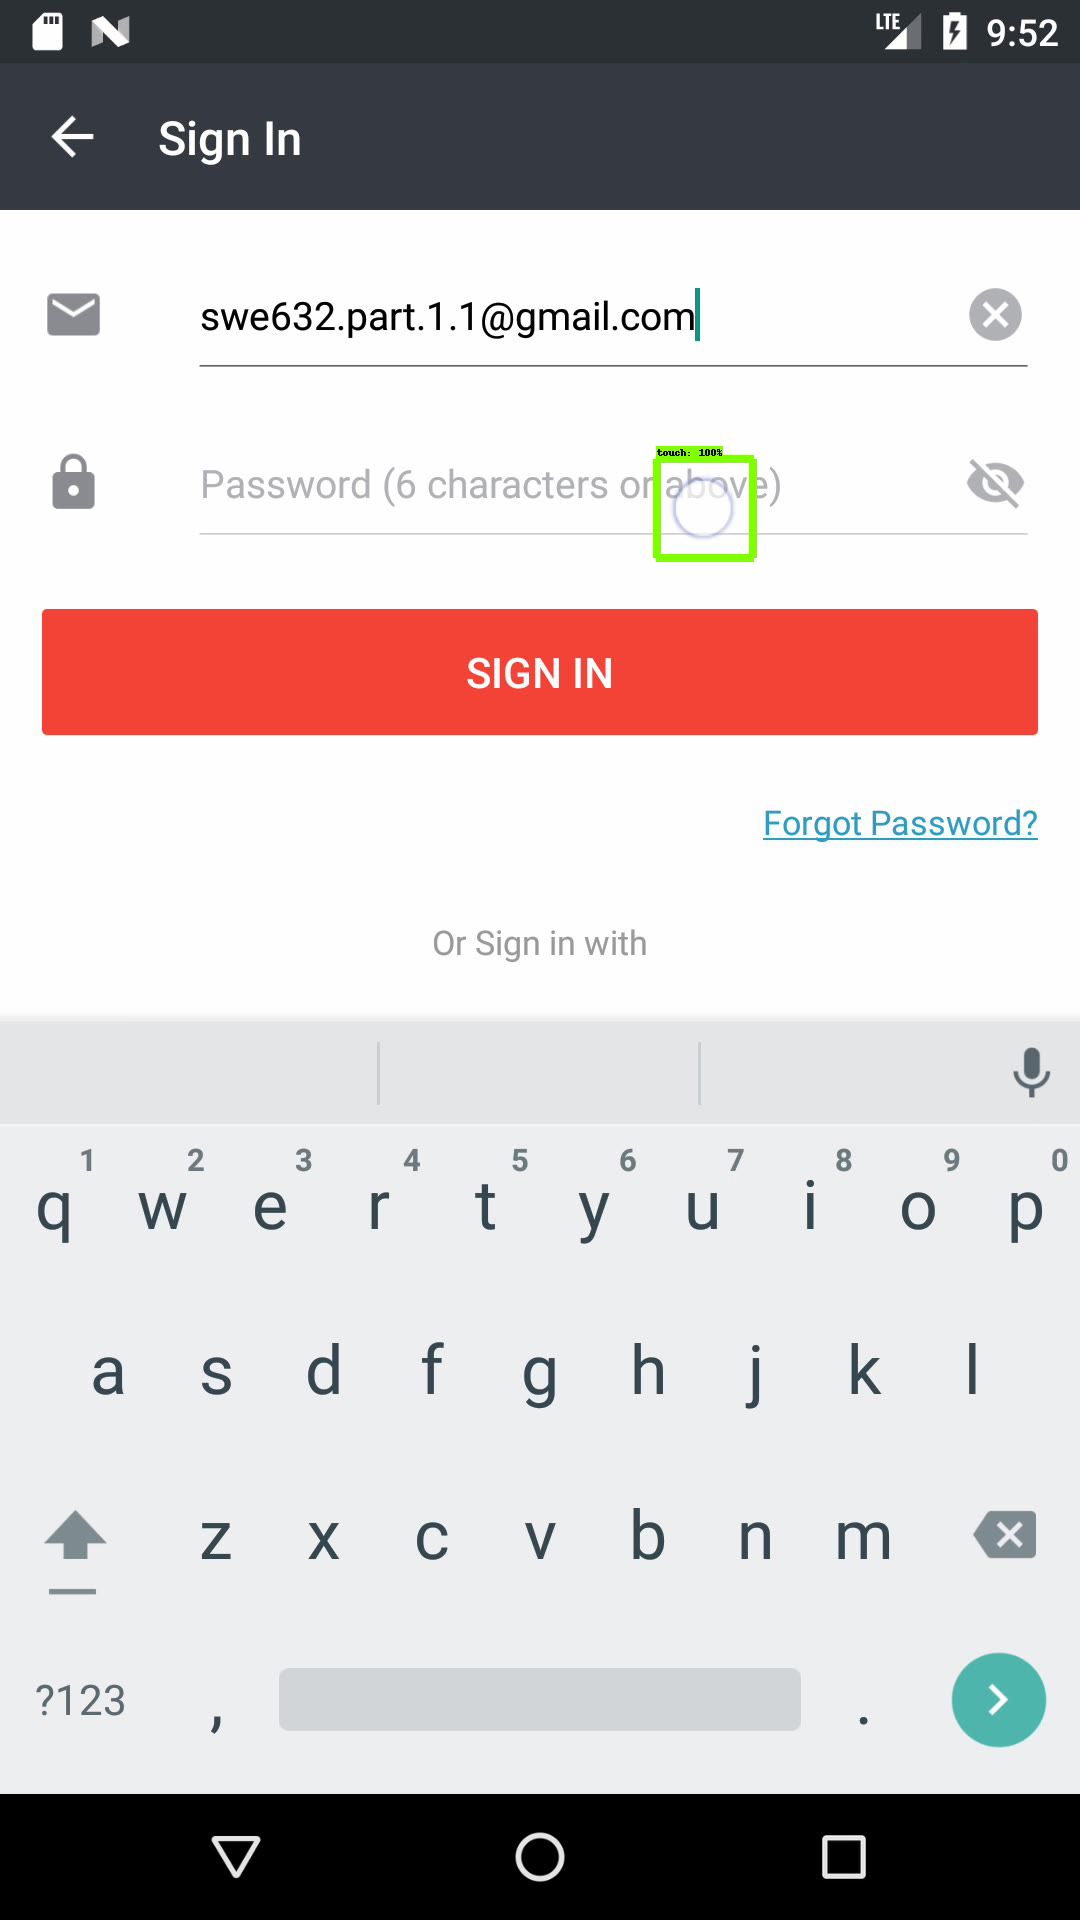 LTE 9:52
Sign In
swe632.part.1.1@gmail.com
touch: 100%
Password (6 characters or above)
SIGN IN
Forgot Password?
Or Sign in with
1 2 3 4 5 6 7 8 9 0
q w e r t y u i o p
a s d f g h j k l
z x c v b n m
?123 , .